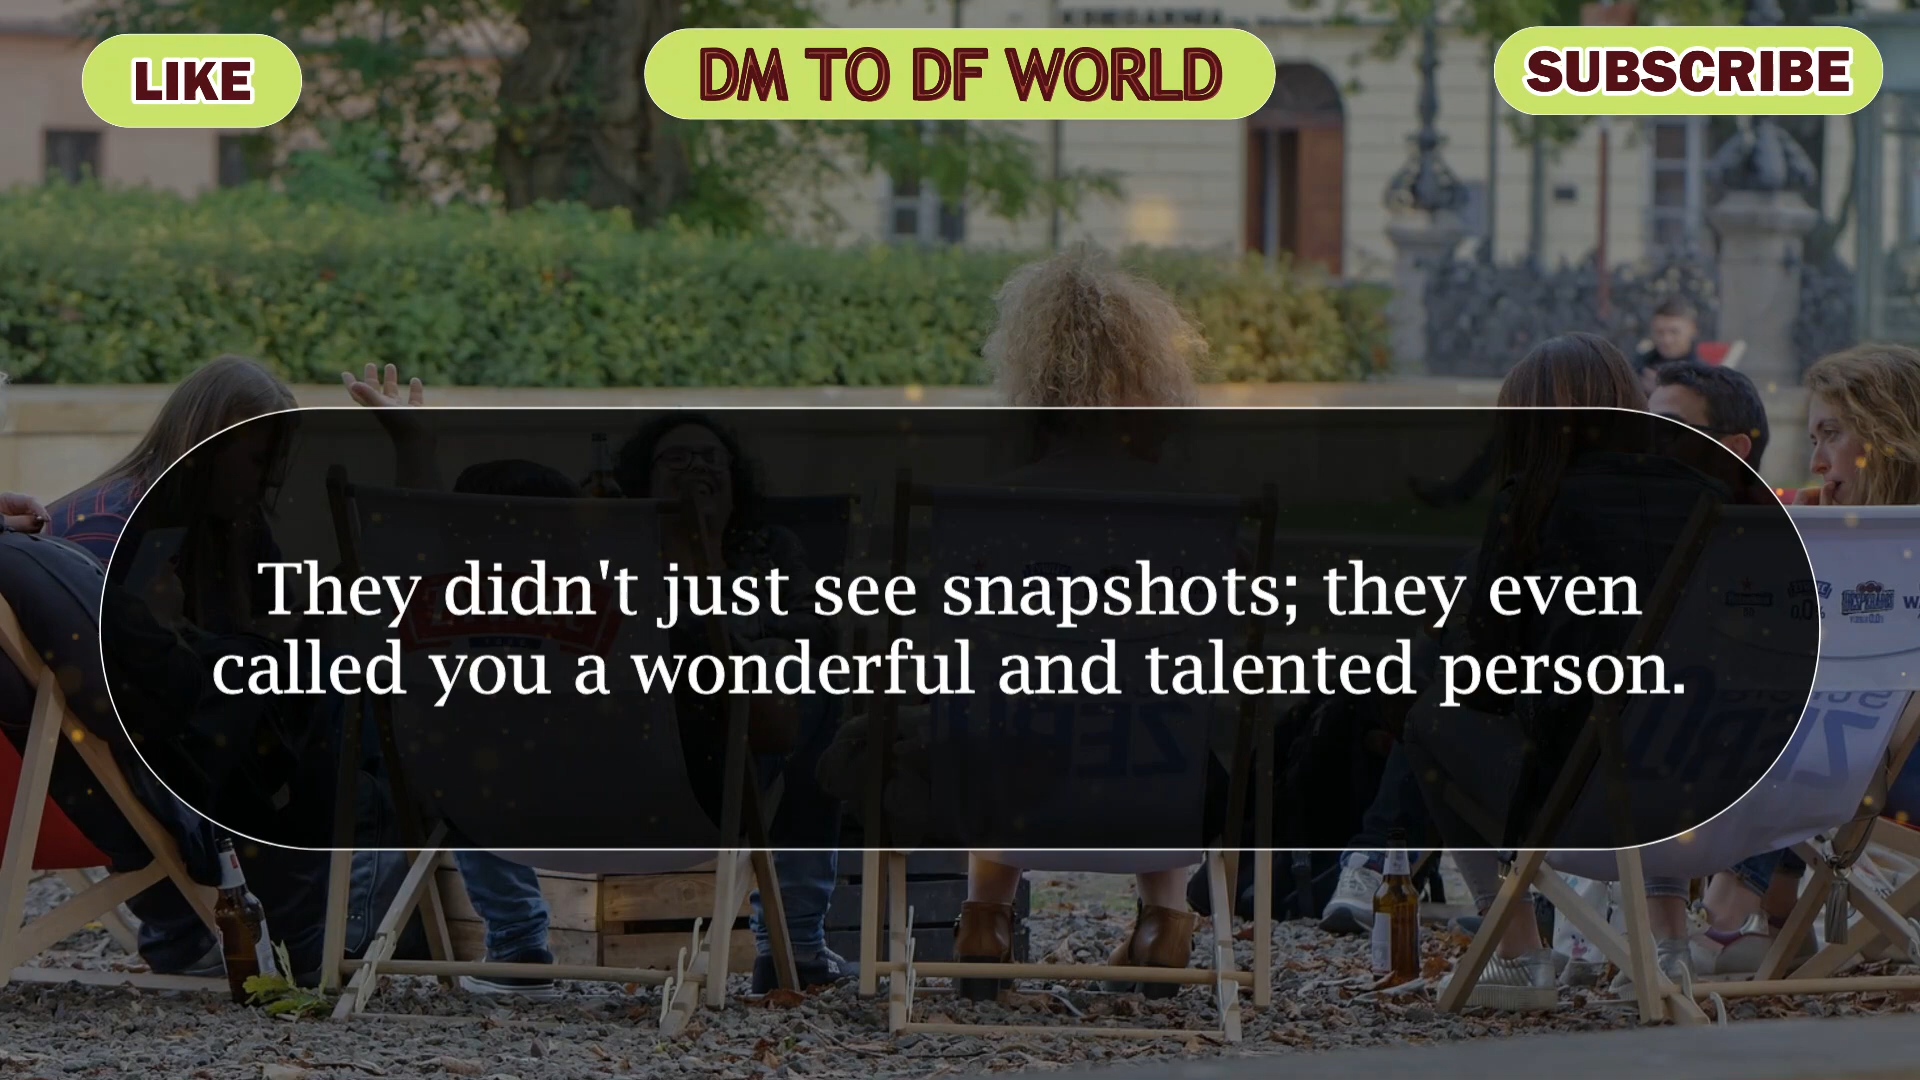 LIKE
DM TO DF WORLD
SUBSCRIBE
They didn't just see snapshots; they even
called you a wonderful and talented person.